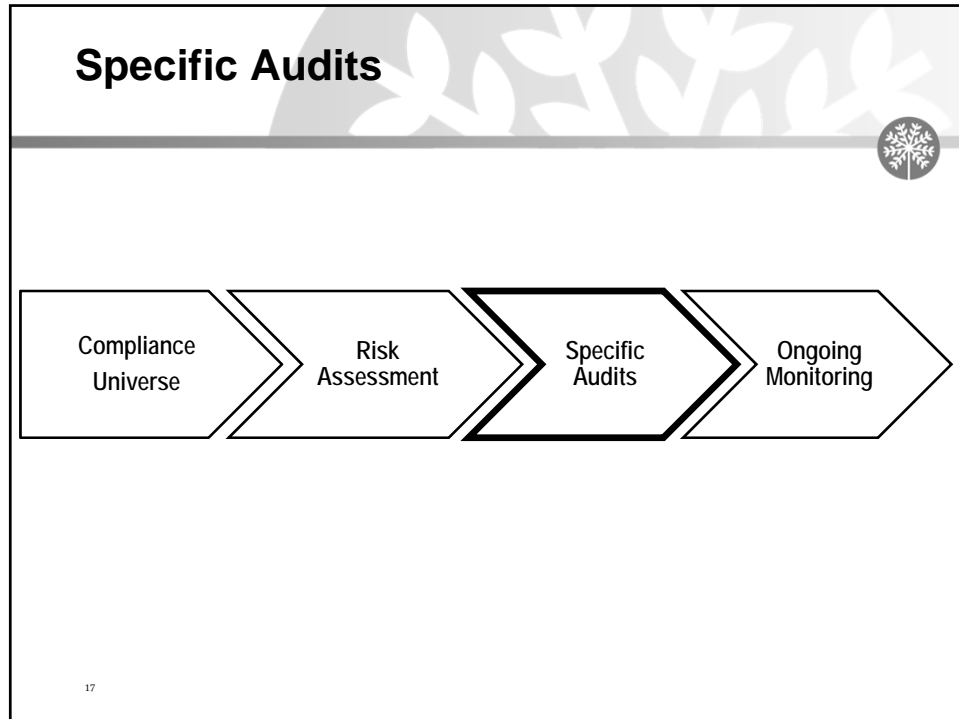 Specific Audits
Compliance
Universe
Risk
Assessment
Specific
Audits
Ongoing
Monitoring
17